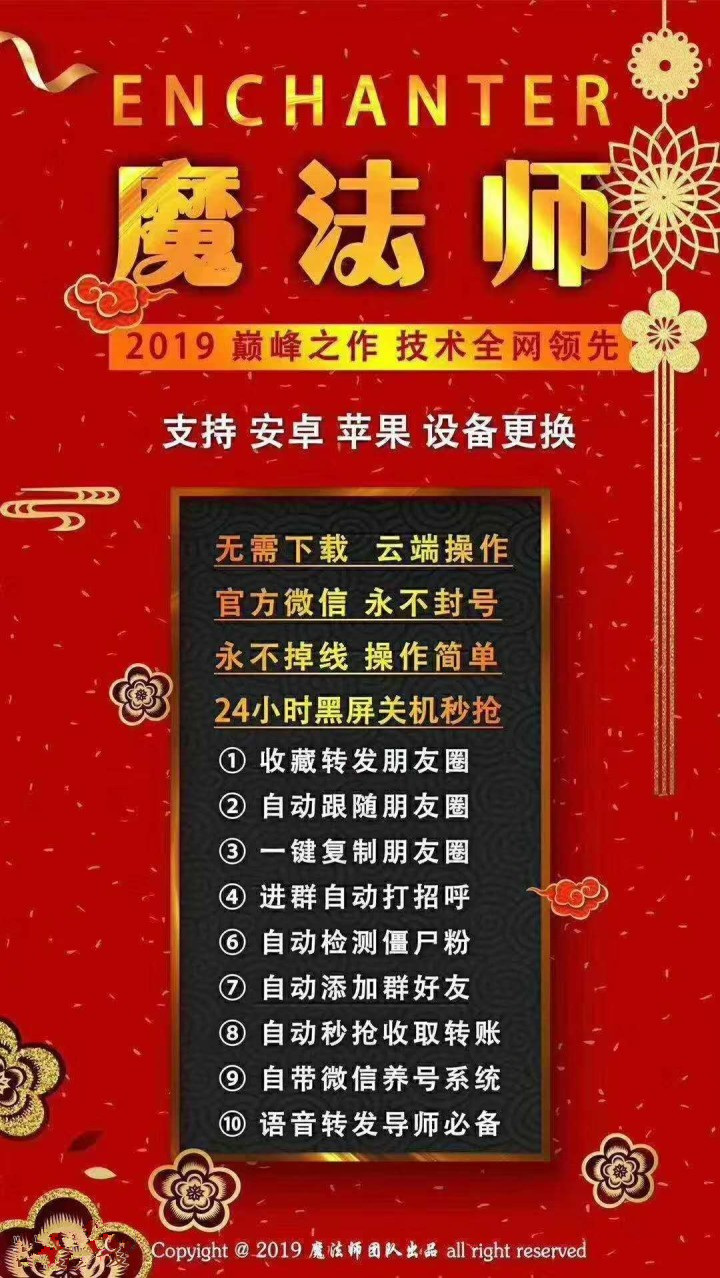 ENCHANTER
魔法师
2019 巅峰之作 技术全网领先
支持 安卓 苹果 设备更换
无需下载 云端操作
官方微信 永不封号
永不掉线 操作简单
24小时黑屏关机秒抢
① 收藏转发朋友圈
② 自动跟随朋友圈
③ 一键复制朋友圈
④ 进群自动打招呼
⑥ 自动检测僵尸粉
⑦ 自动添加群好友
⑧ 自动秒抢收取转账
⑨ 自带微信养号系统
⑩ 语音转发导师必备
Copyight @ 2019 魔法师团队出品 all right reserved